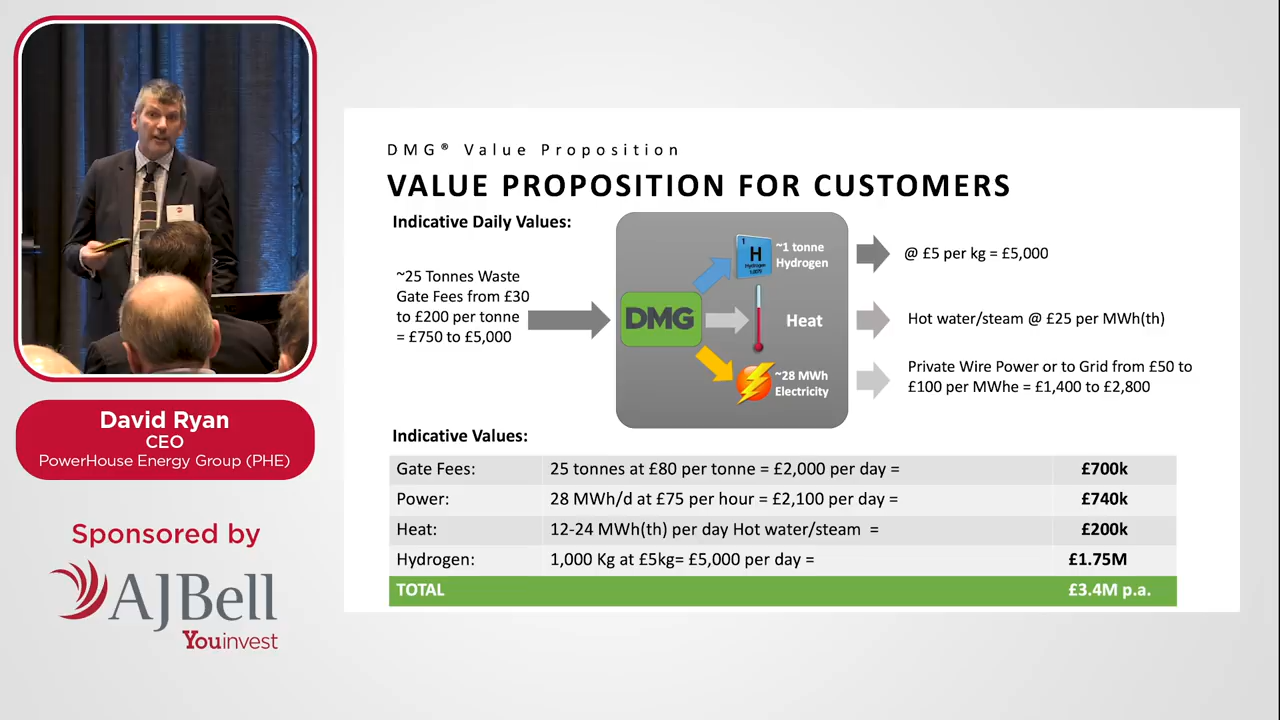 DMG® Value Proposition
VALUE PROPOSITION FOR CUSTOMERS
Indicative Daily Values:
~25 Tonnes Waste
Gate Fees from £30
to £200 per tonne
= £750 to £5,000
DMG
1
H
Hydrogen
1.0079
~1 tonne
Hydrogen
Heat
~28 MWh
Electricity
@ £5 per kg = £5,000
Hot water/steam @ £25 per MWh(th)
Private Wire Power or to Grid from £50 to
£100 per MWhe = £1,400 to £2,800
Indicative Values:
Gate Fees: 25 tonnes at £80 per tonne = £2,000 per day = £700k
Power: 28 MWh/d at £75 per hour = £2,100 per day = £740k
Heat: 12-24 MWh(th) per day Hot water/steam = £200k
Hydrogen: 1,000 Kg at £5kg= £5,000 per day = £1.75M
TOTAL £3.4M p.a.
David Ryan
CEO
PowerHouse Energy Group (PHE)
Sponsored by
AJBell
Youinvest